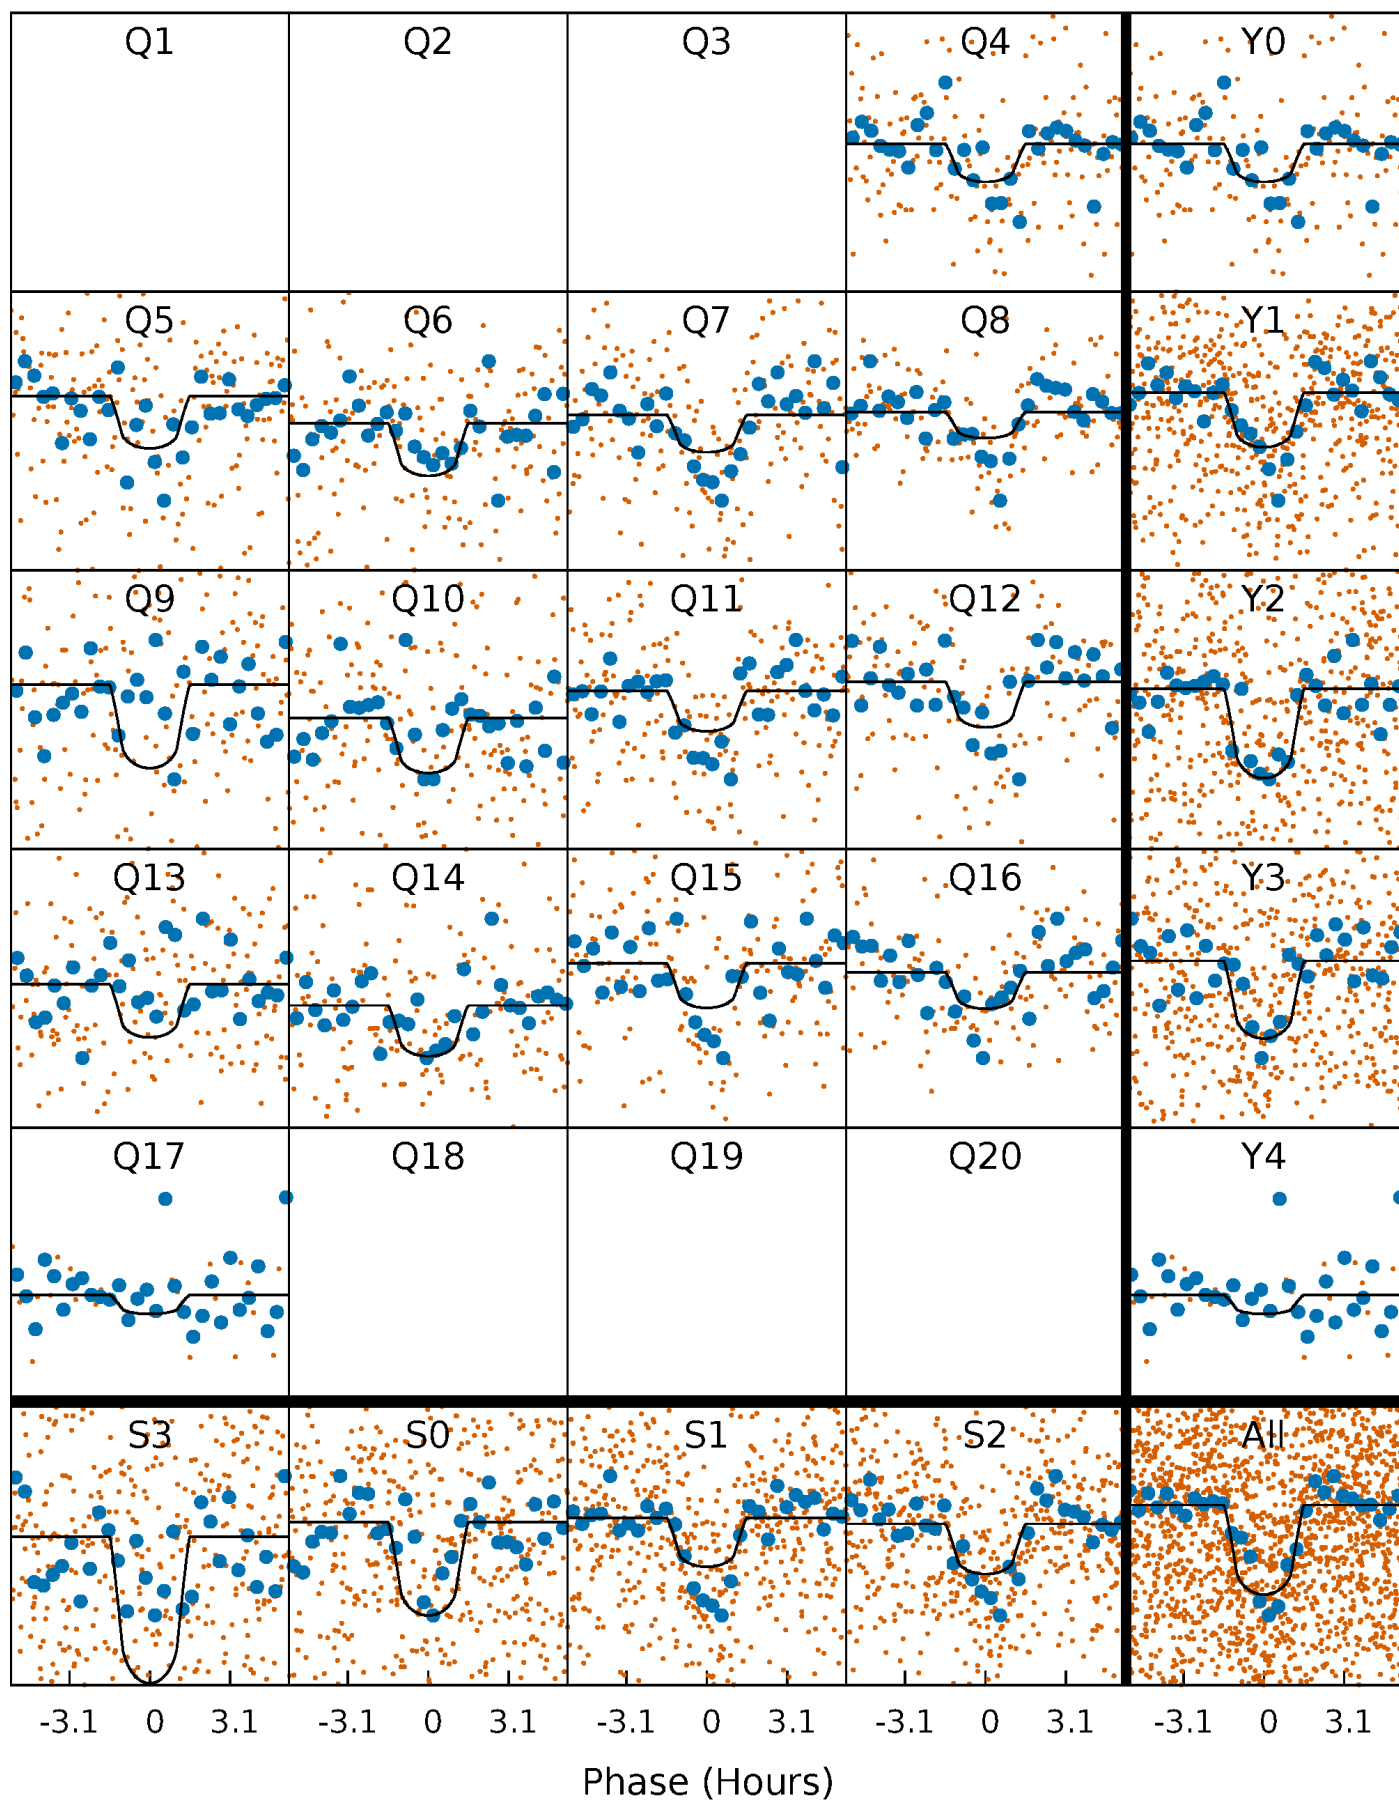 Q1 Q2 Q3 Q4 Y0
Q5 Q6 Q7 Q8 Y1
Q9 Q10 Q11 Q12 Y2
Q13 Q14 Q15 Q16 Y3
Q17 Q18 Q19 Q20 Y4
S3 S0 S1 S2 All
-3.1 0 3.1 -3.1 0 3.1 -3.1 0 3.1 -3.1 0 3.1 -3.1 0 3.1
Phase (Hours)